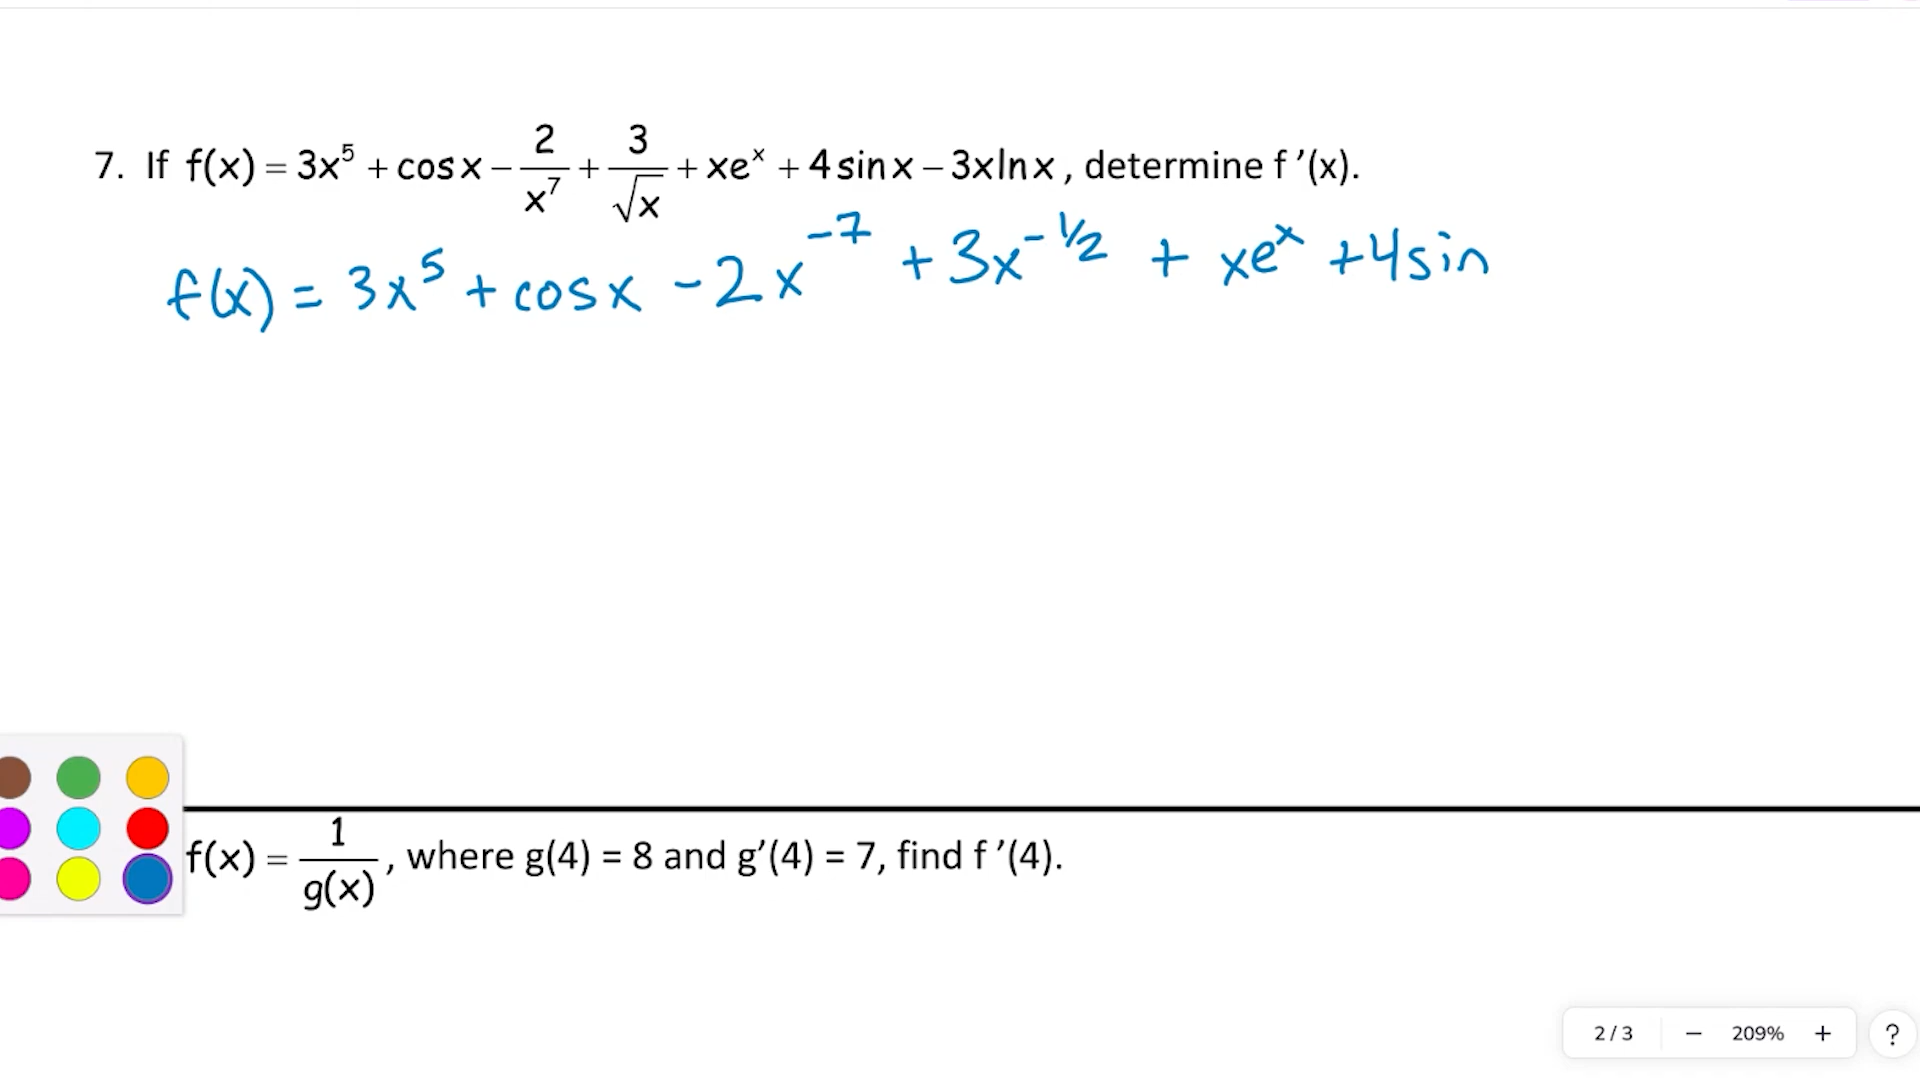 7. If f(x) = 3x⁵ + cos x − 2/x⁷ + 3/√x + xeˣ + 4 sin x − 3x ln x, determine f ′(x).
f(x) = 3x⁵ + cosx − 2x⁻⁷ + 3x^(-1/2) + xeˣ + 4sin
f(x) = 1/g(x), where g(4) = 8 and g′(4) = 7, find f ′(4).
2 / 3 − 209% + ?